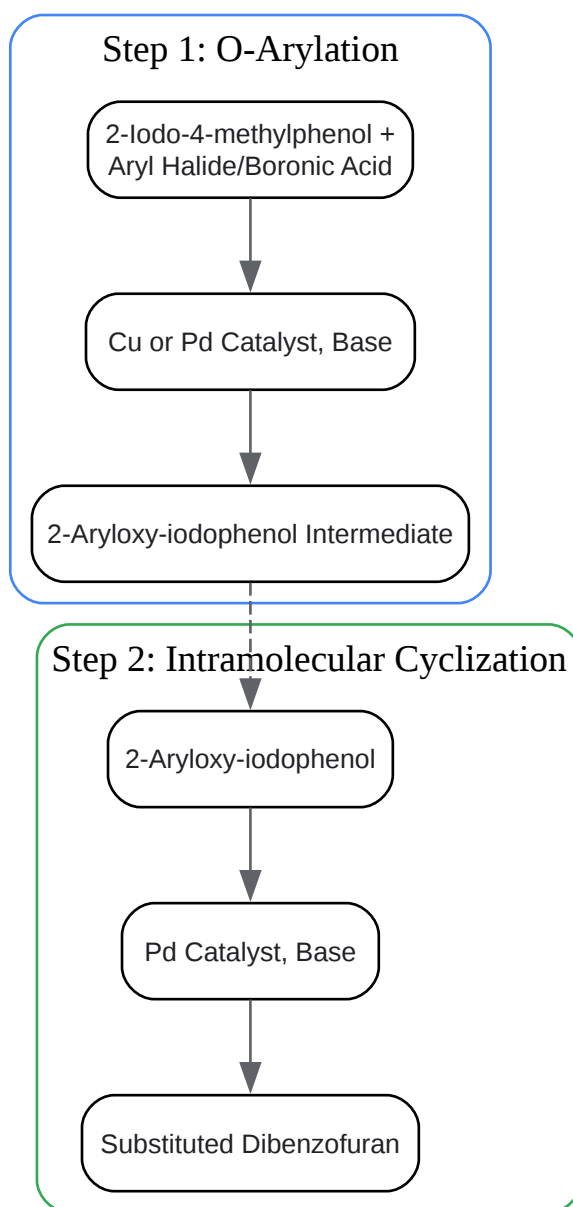 Step 1: O-Arylation
2-Iodo-4-methylphenol +
Aryl Halide/Boronic Acid
Cu or Pd Catalyst, Base
2-Aryloxy-iodophenol Intermediate
Step 2: Intramolecular Cyclization
2-Aryloxy-iodophenol
Pd Catalyst, Base
Substituted Dibenzofuran